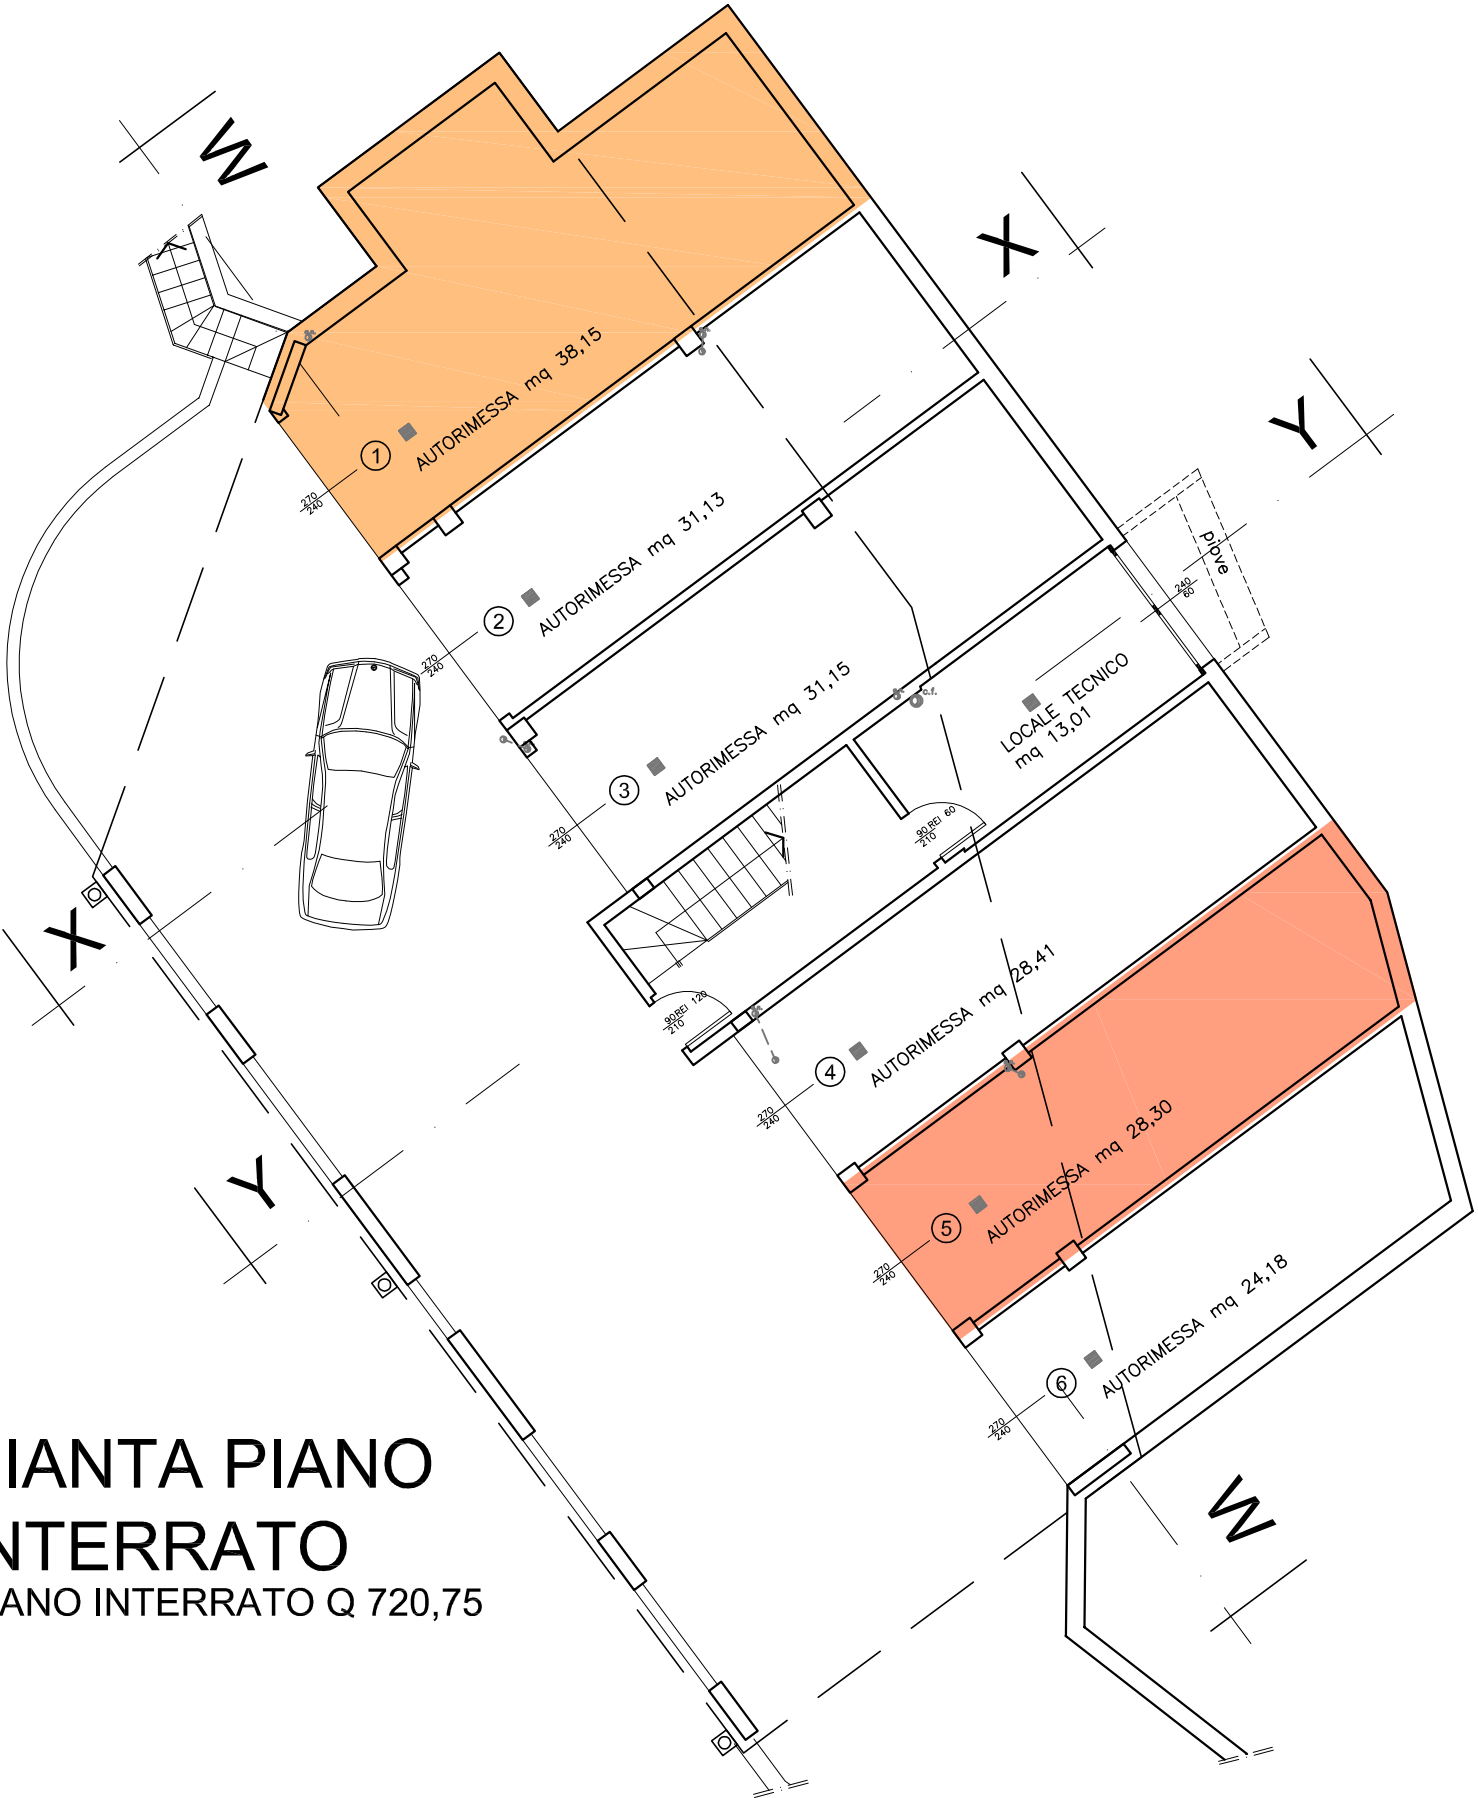 W
X
Y
1
AUTORIMESSA mq 38,15
270
240
2
AUTORIMESSA mq 31,13
270
240
3
AUTORIMESSA mq 31,15
270
240
c.f.
piove
240
60
LOCALE TECNICO
mq 13,01
90 REI 60
210
90 REI 120
210
4
AUTORIMESSA mq 28,41
270
240
5
AUTORIMESSA mq 28,30
270
240
6
AUTORIMESSA mq 24,18
270
240
X
Y
W
IANTA PIANO
NTERRATO
ANO INTERRATO Q 720,75